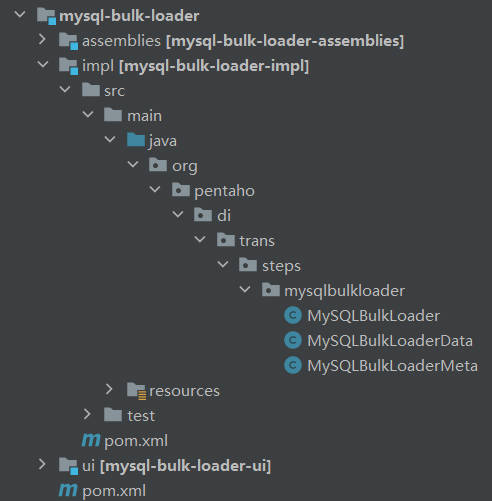 mysql-bulk-loader
assemblies [mysql-bulk-loader-assemblies]
impl [mysql-bulk-loader-impl]
src
main
java
org
pentaho
di
trans
steps
mysqlbulkloader
MySQLBulkLoader
MySQLBulkLoaderData
MySQLBulkLoaderMeta
resources
test
pom.xml
ui [mysql-bulk-loader-ui]
pom.xml